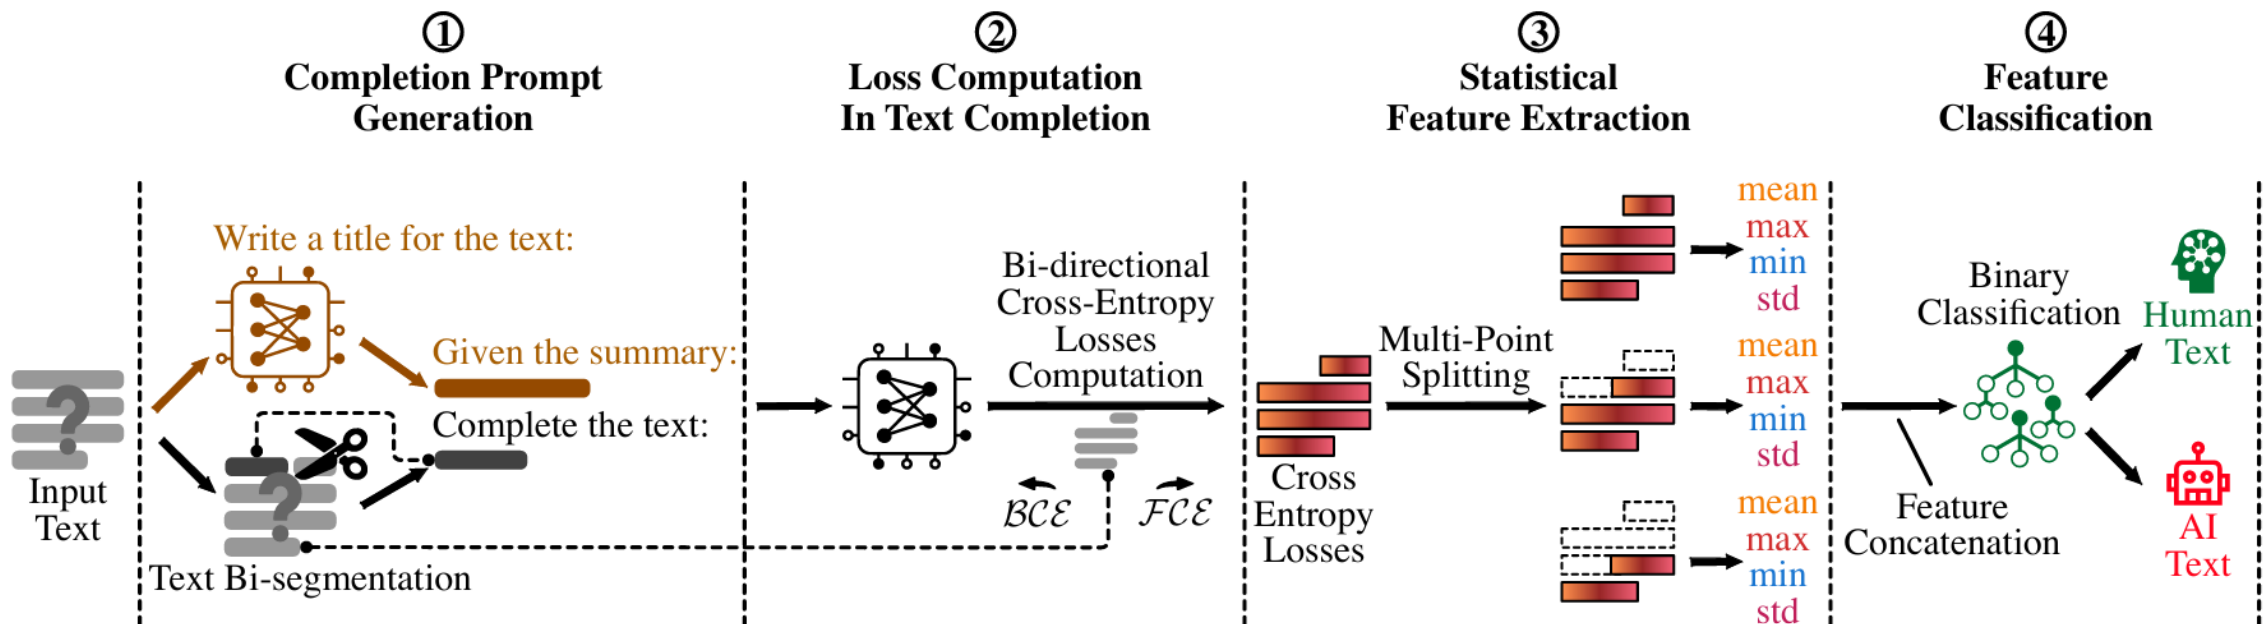 ①
Completion Prompt
Generation
②
Loss Computation
In Text Completion
③
Statistical
Feature Extraction
④
Feature
Classification
?
Input
Text
Write a title for the text:
Given the summary:
Complete the text:
?
Text Bi-segmentation
Bi-directional
Cross-Entropy
Losses
Computation
BCE
FCE
Cross
Entropy
Losses
Multi-Point
Splitting
mean
max
min
std
mean
max
min
std
mean
max
min
std
Feature
Concatenation
Binary
Classification
Human
Text
AI
Text